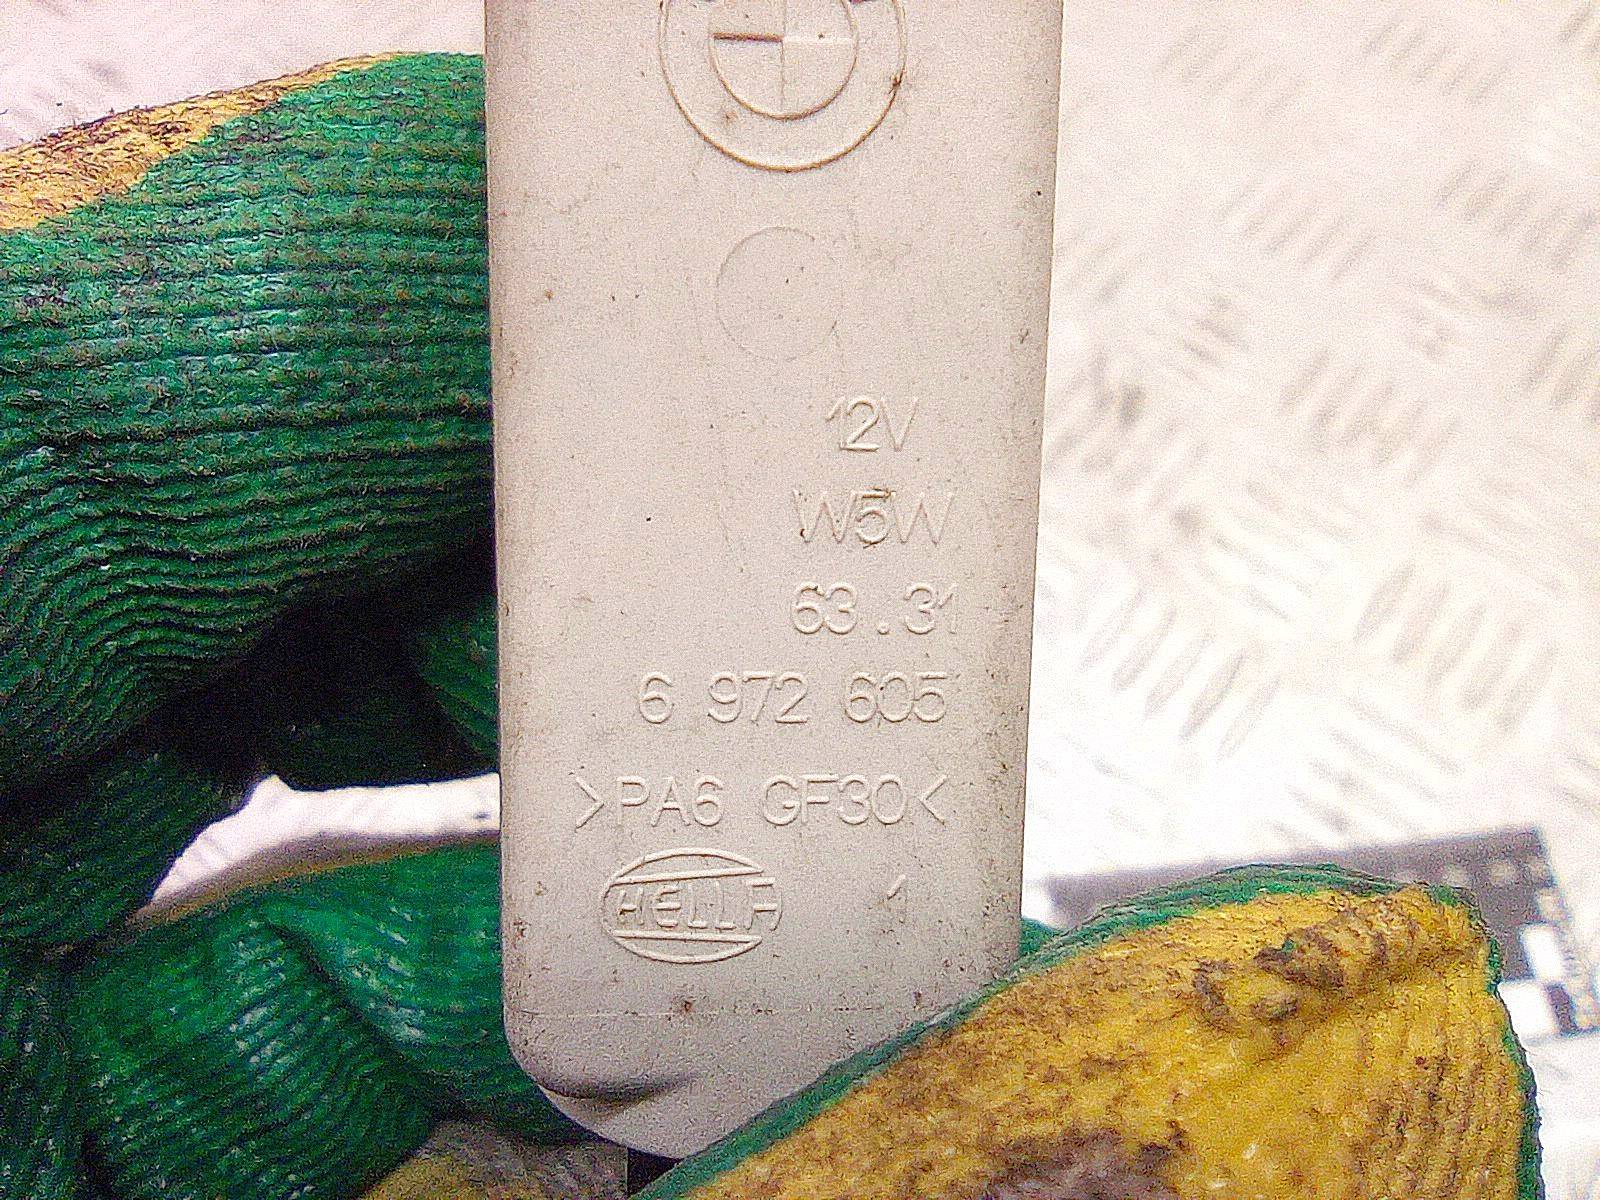 12V
W5W
63.31
6 972 605
>PA6 GF30<
HELLA 1